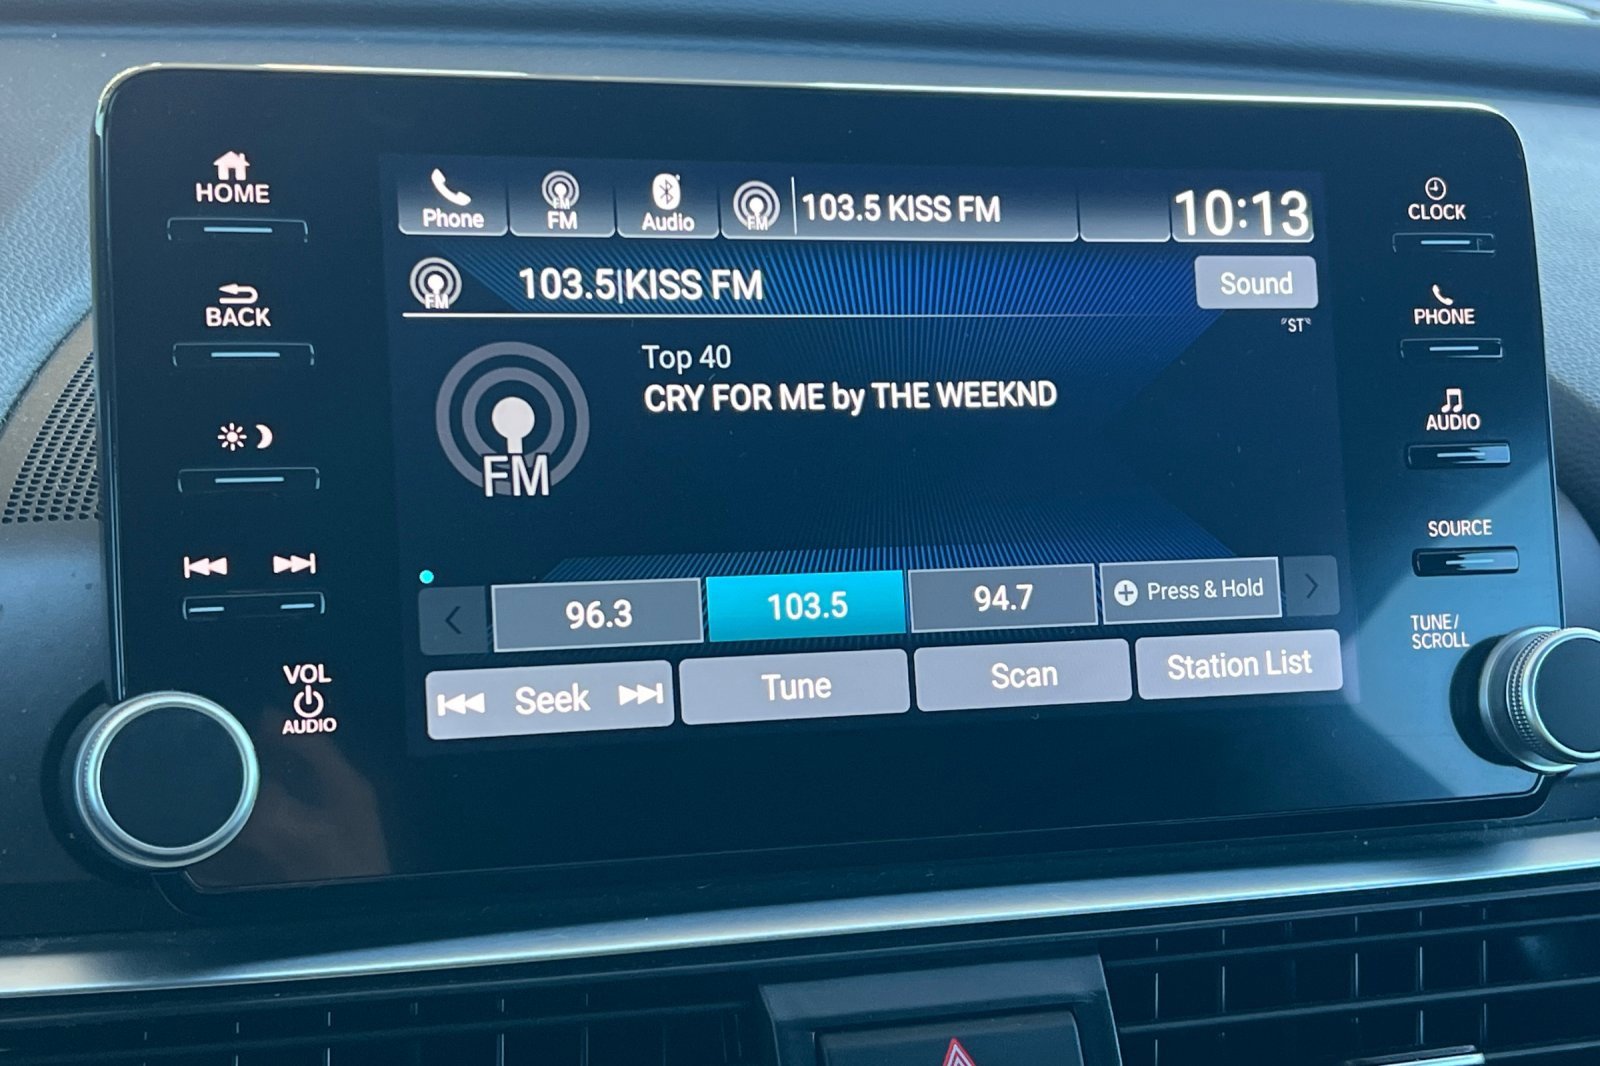 HOME
BACK
VOL
AUDIO
Phone
FM
Audio
FM 103.5 KISS FM
10:13
FM 103.5|KISS FM
Sound
"ST"
Top 40
CRY FOR ME by THE WEEKND
FM
96.3
103.5
94.7
Press & Hold
Seek
Tune
Scan
Station List
CLOCK
PHONE
AUDIO
SOURCE
TUNE/
SCROLL